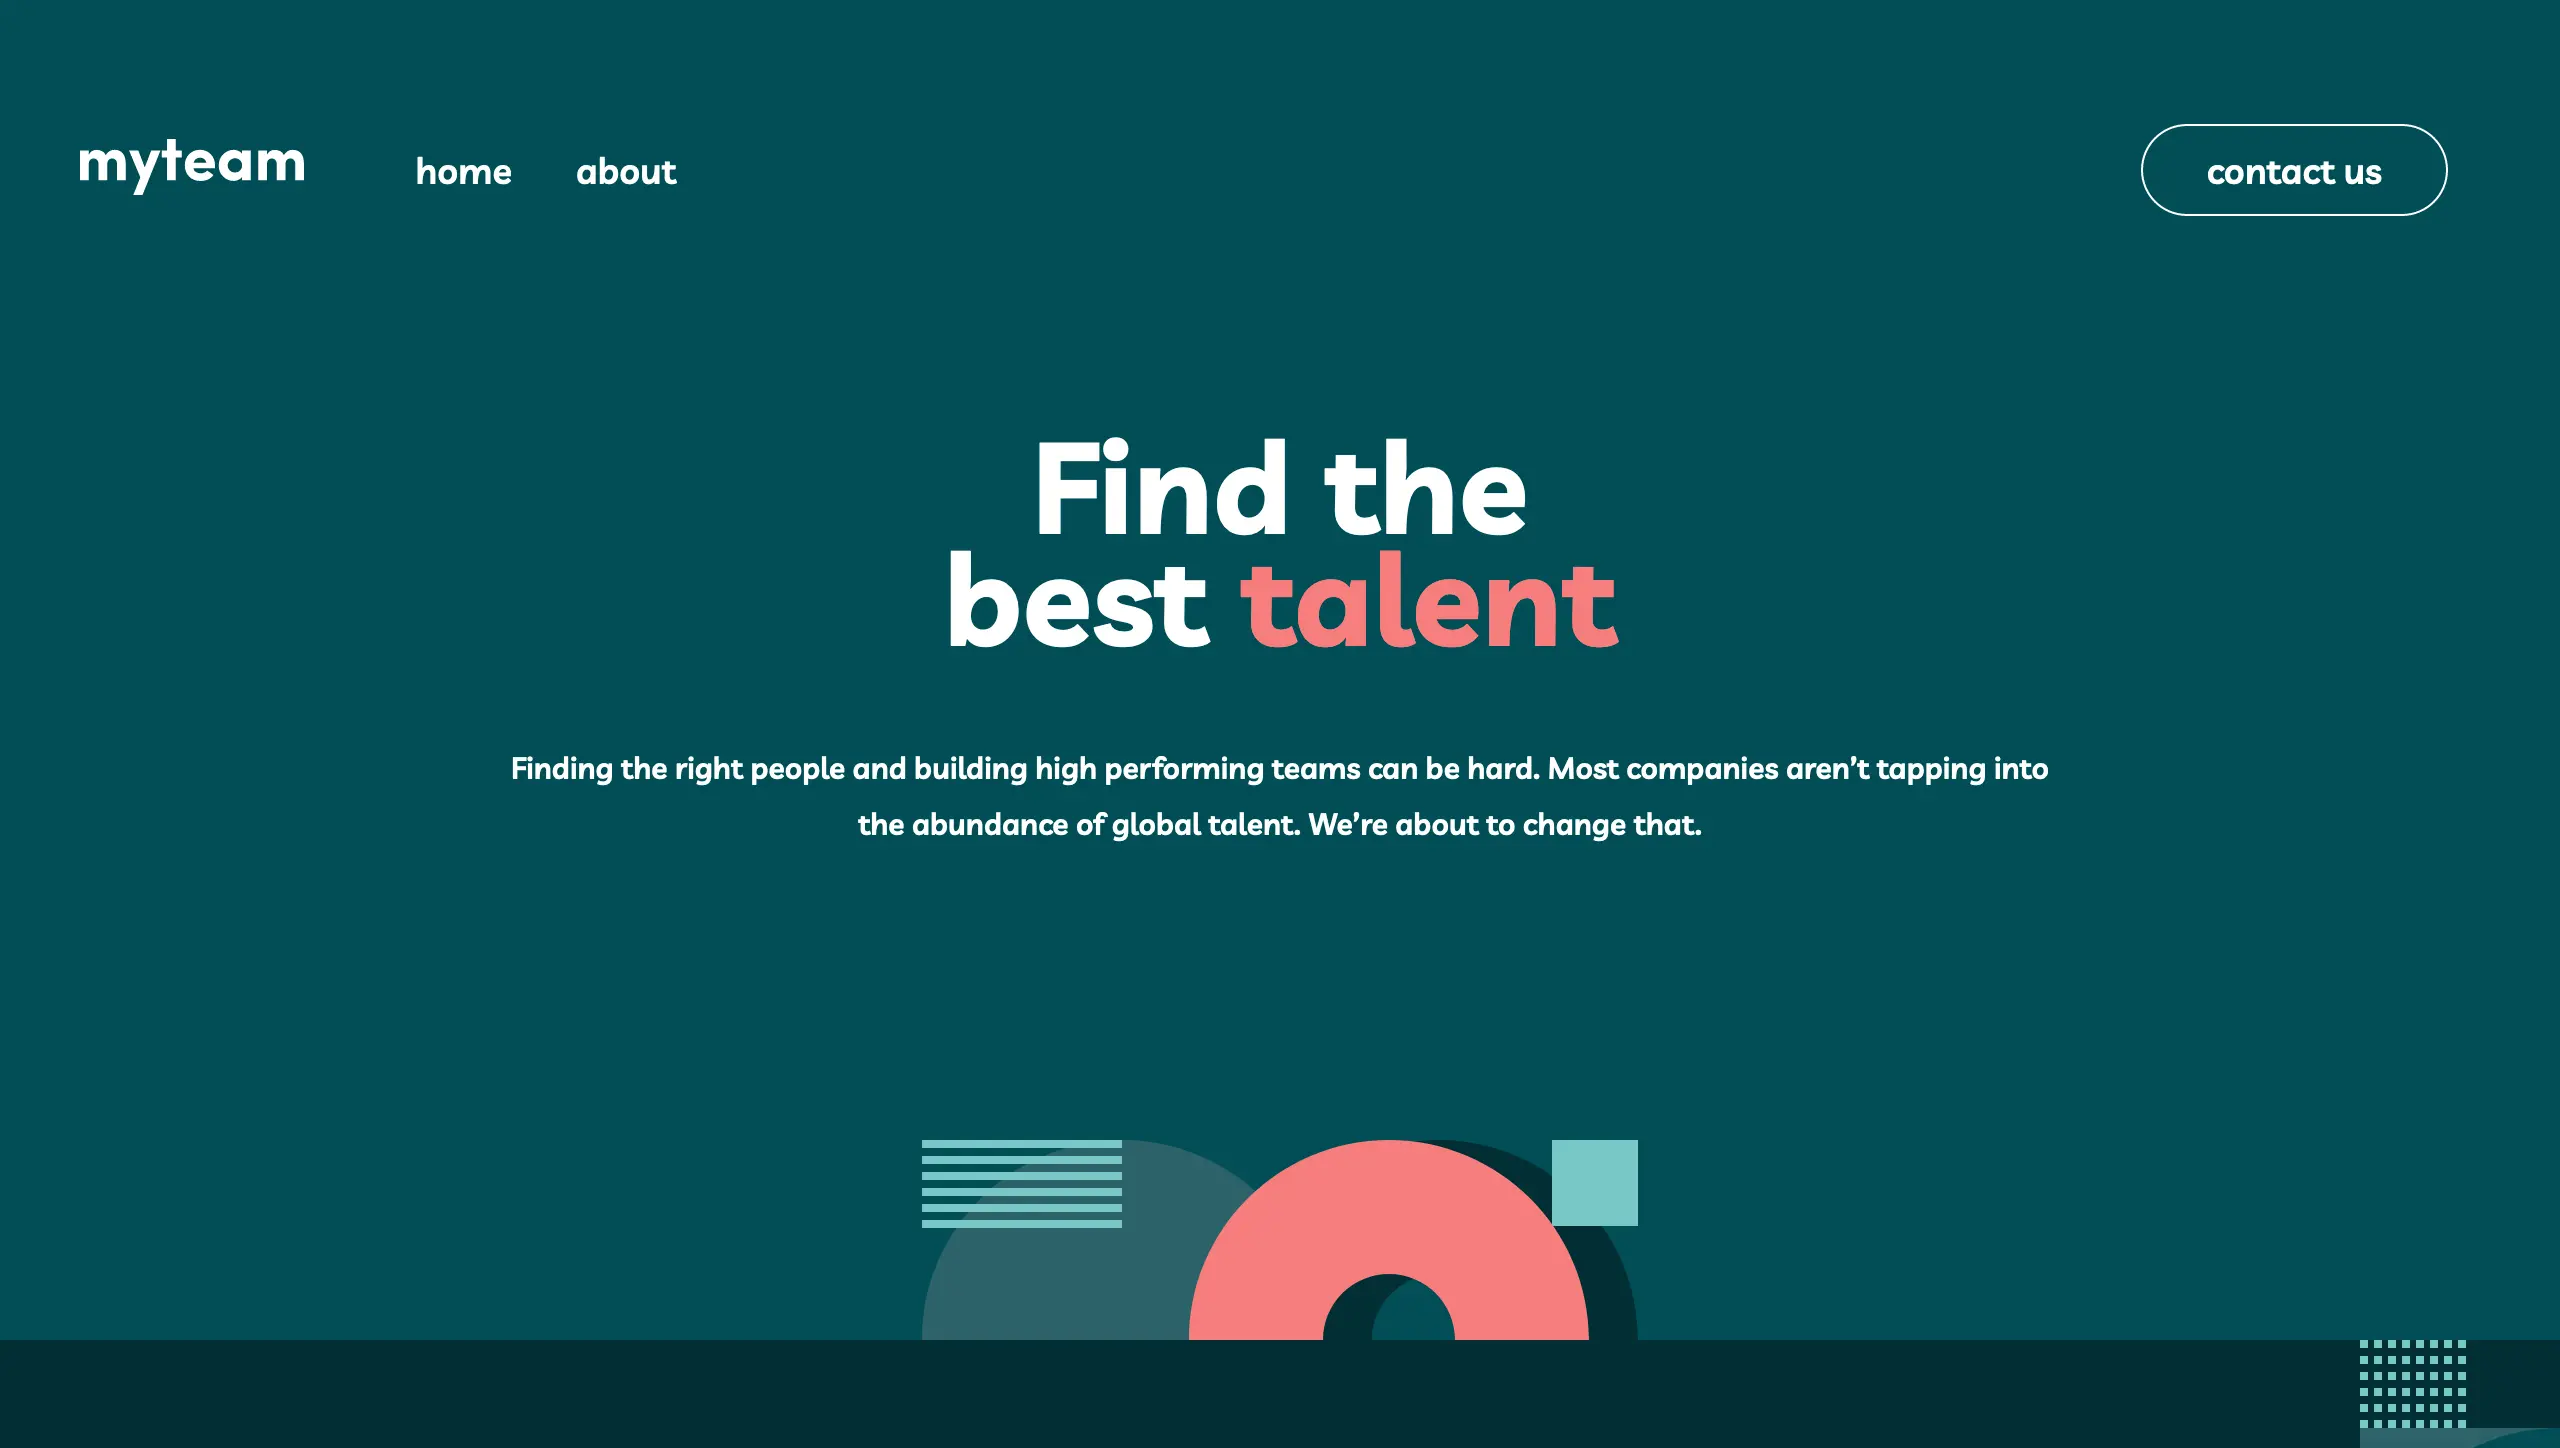 myteam
home
about
contact us
Find the
best talent
Finding the right people and building high performing teams can be hard. Most companies aren’t tapping into
the abundance of global talent. We’re about to change that.